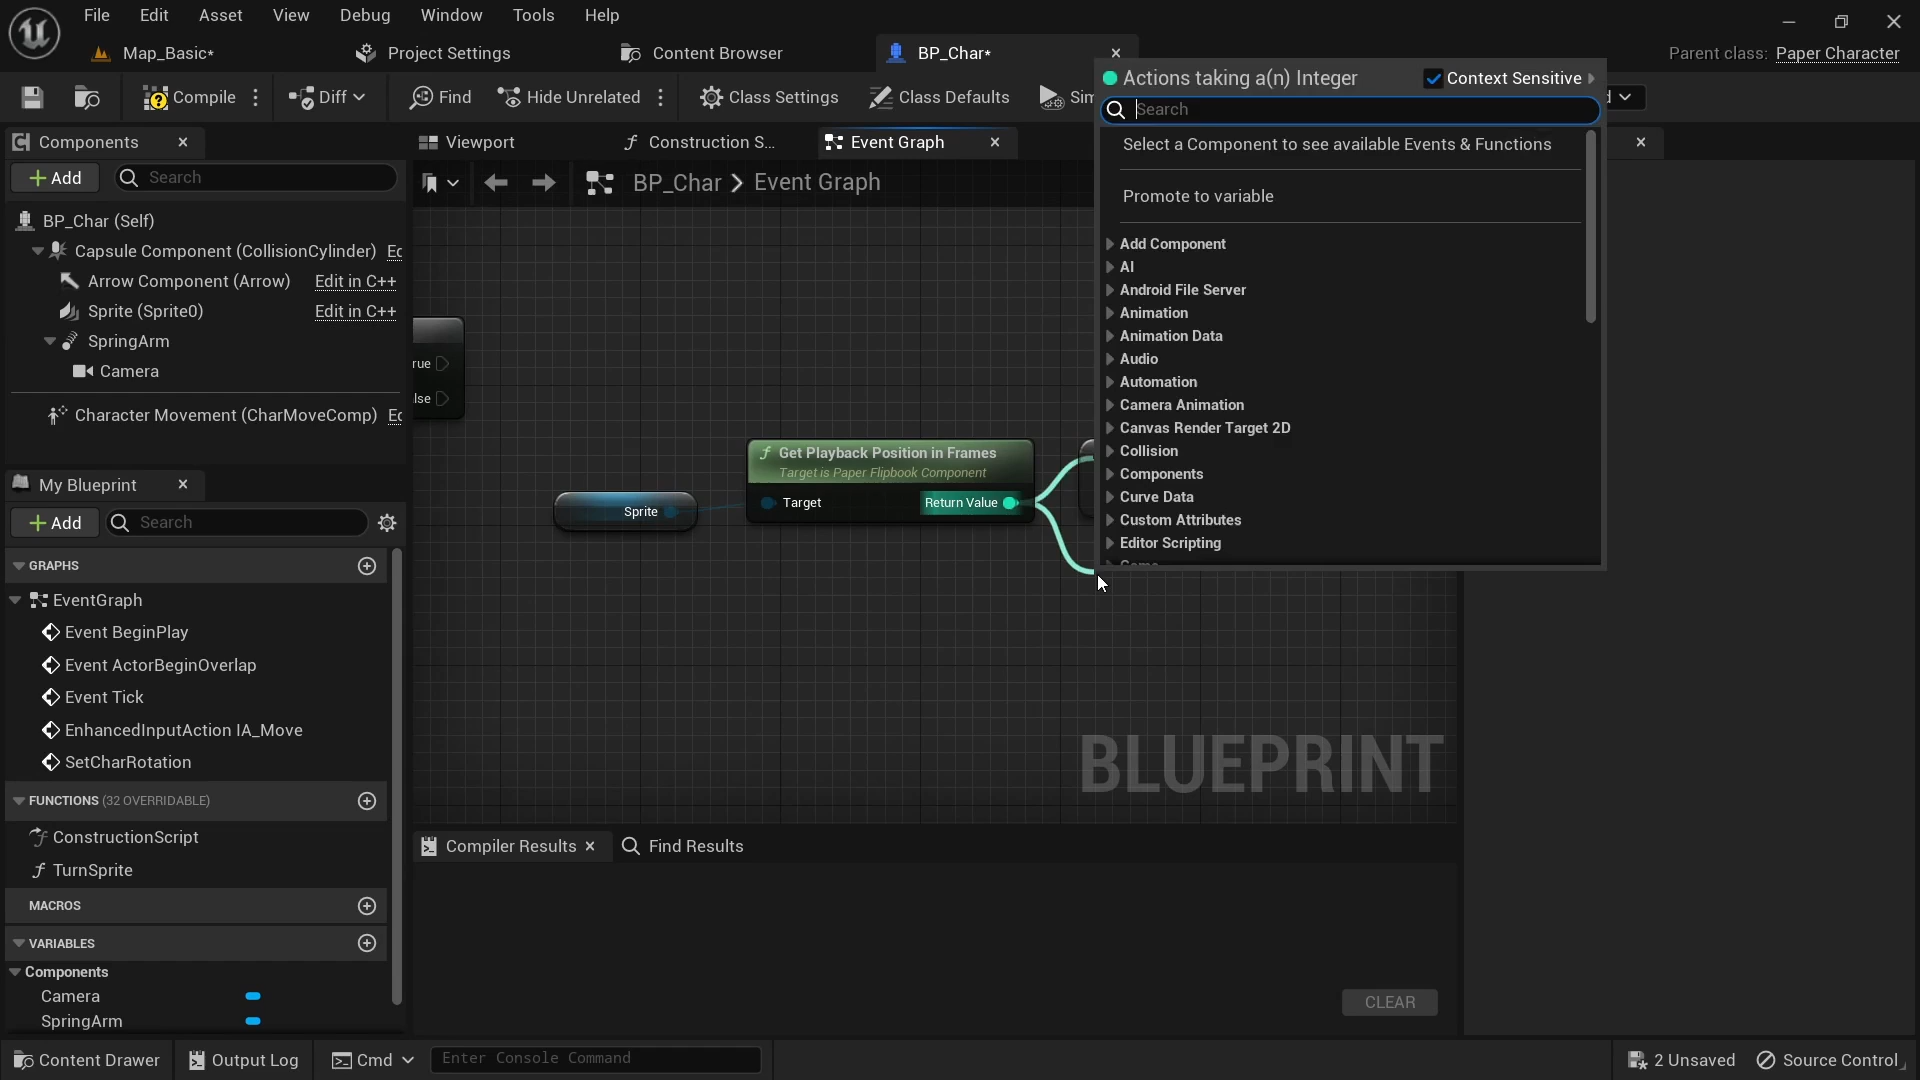 File Edit Asset View Debug Window Tools Help
Map_Basic* Project Settings Content Browser BP_Char* Parent class: Paper Character
Compile Diff Find Hide Unrelated Class Settings Class Defaults
Actions taking a(n) Integer Context Sensitive
Search
Select a Component to see available Events & Functions
Promote to variable
Add Component
AI
Android File Server
Animation
Animation Data
Audio
Automation
Camera Animation
Canvas Render Target 2D
Collision
Components
Curve Data
Custom Attributes
Editor Scripting
Components
Add Search
BP_Char (Self)
Capsule Component (CollisionCylinder)
Arrow Component (Arrow) Edit in C++
Sprite (Sprite0) Edit in C++
SpringArm
Camera
Character Movement (CharMoveComp)
Viewport Construction S... Event Graph
BP_Char > Event Graph
rue
lse
Get Playback Position in Frames
Target is Paper Flipbook Component
Sprite Target Return Value
BLUEPRINT
My Blueprint
Add Search
GRAPHS
EventGraph
Event BeginPlay
Event ActorBeginOverlap
Event Tick
EnhancedInputAction IA_Move
SetCharRotation
FUNCTIONS (32 OVERRIDABLE)
ConstructionScript
TurnSprite
MACROS
VARIABLES
Components
Camera
SpringArm
Compiler Results Find Results
CLEAR
Content Drawer Output Log Cmd Enter Console Command 2 Unsaved Source Control